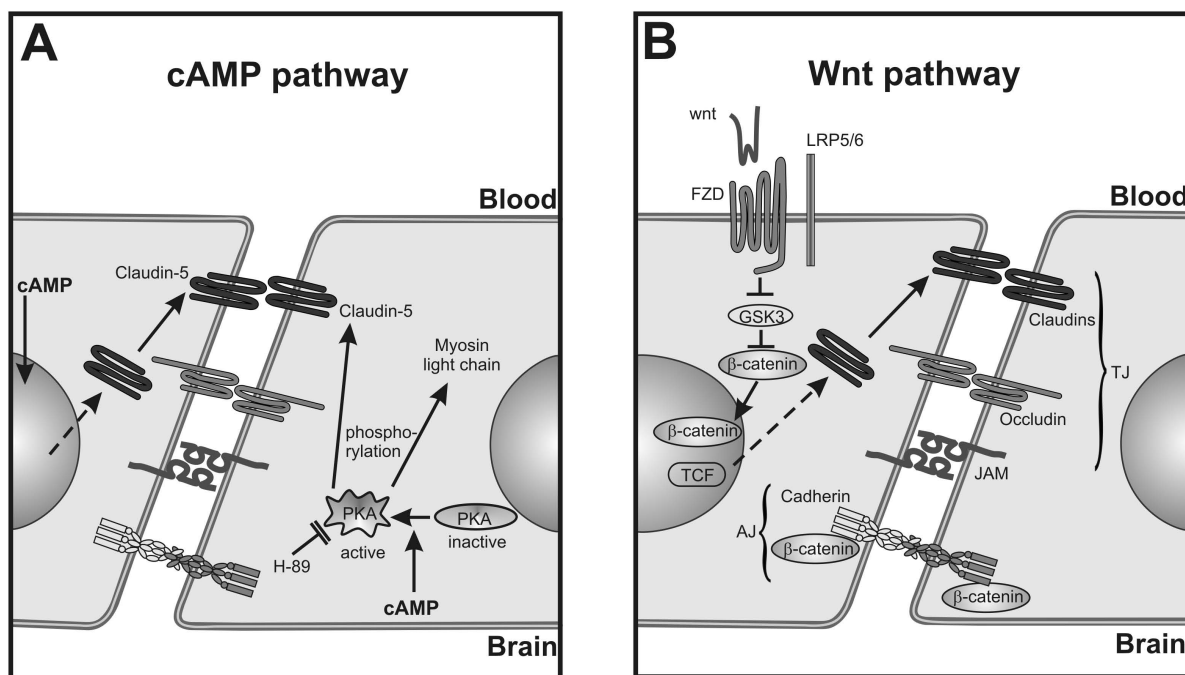 A
cAMP pathway
Blood
cAMP
Claudin-5
Claudin-5
Myosin
light chain
phospho-
rylation
PKA
active
PKA
inactive
H-89
cAMP
Brain
B
Wnt pathway
wnt
LRP5/6
FZD
Blood
GSK3
β-catenin
Claudins
TJ
β-catenin
Occludin
TCF
JAM
Cadherin
AJ
β-catenin
β-catenin
Brain